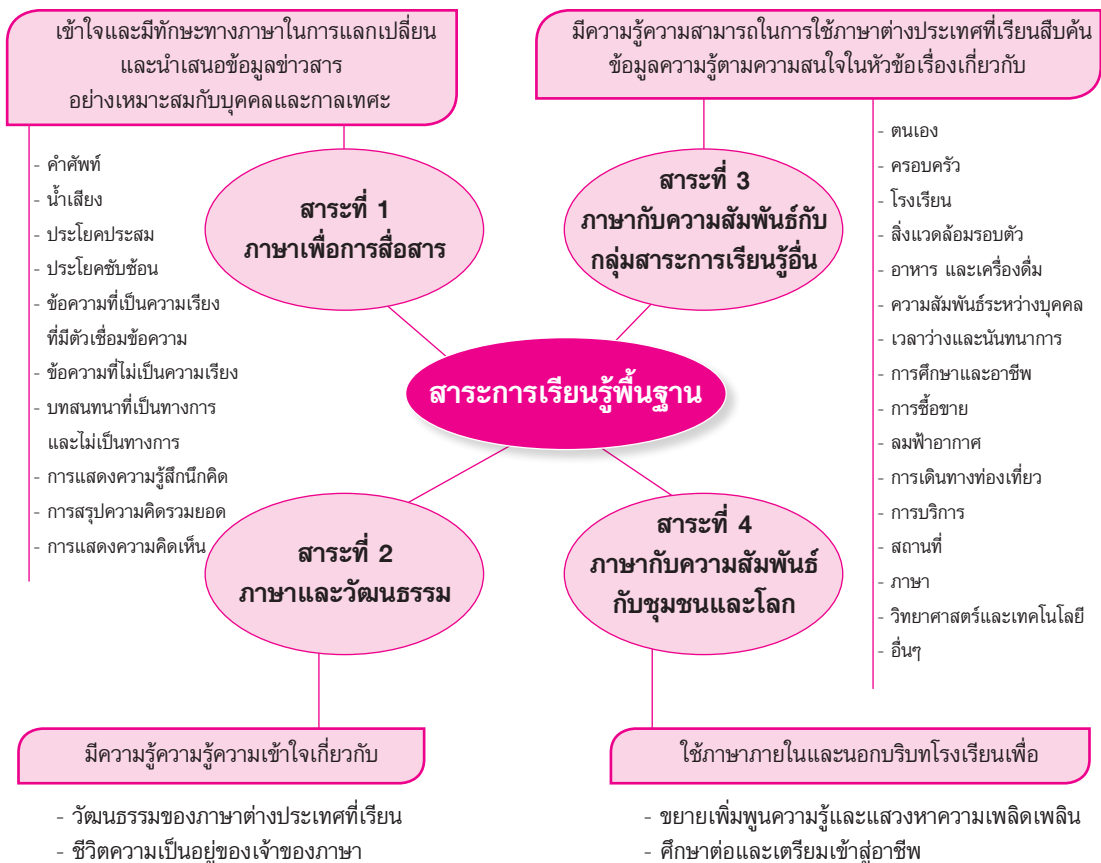 เข้าใจและมีทักษะทางภาษาในการแลกเปลี่ยน
และนำเสนอข้อมูลข่าวสาร
อย่างเหมาะสมกับบุคคลและกาลเทศะ
- คำศัพท์
- น้ำเสียง
- ประโยคประสม
- ประโยคซับซ้อน
- ข้อความที่เป็นความเรียง
ที่มีตัวเชื่อมข้อความ
- ข้อความที่ไม่เป็นความเรียง
- บทสนทนาที่เป็นทางการ
และไม่เป็นทางการ
- การแสดงความรู้สึกนึกคิด
- การสรุปความคิดรวมยอด
- การแสดงความคิดเห็น
สาระที่ 1
ภาษาเพื่อการสื่อสาร
มีความรู้ความสามารถในการใช้ภาษาต่างประเทศที่เรียนสืบค้น
ข้อมูลความรู้ตามความสนใจในหัวข้อเรื่องเกี่ยวกับ
สาระที่ 3
ภาษากับความสัมพันธ์กับ
กลุ่มสาระการเรียนรู้อื่น
- ตนเอง
- ครอบครัว
- โรงเรียน
- สิ่งแวดล้อมรอบตัว
- อาหาร และเครื่องดื่ม
- ความสัมพันธ์ระหว่างบุคคล
- เวลาว่างและนันทนาการ
- การศึกษาและอาชีพ
- การซื้อขาย
- ลมฟ้าอากาศ
- การเดินทางท่องเที่ยว
- การบริการ
- สถานที่
- ภาษา
- วิทยาศาสตร์และเทคโนโลยี
- อื่นๆ
สาระการเรียนรู้พื้นฐาน
สาระที่ 2
ภาษาและวัฒนธรรม
มีความรู้ความรู้ความเข้าใจเกี่ยวกับ
- วัฒนธรรมของภาษาต่างประเทศที่เรียน
- ชีวิตความเป็นอยู่ของเจ้าของภาษา
สาระที่ 4
ภาษากับความสัมพันธ์
กับชุมชนและโลก
ใช้ภาษาภายในและนอกบริบทโรงเรียนเพื่อ
- ขยายเพิ่มพูนความรู้และแสวงหาความเพลิดเพลิน
- ศึกษาต่อและเตรียมเข้าสู่อาชีพ